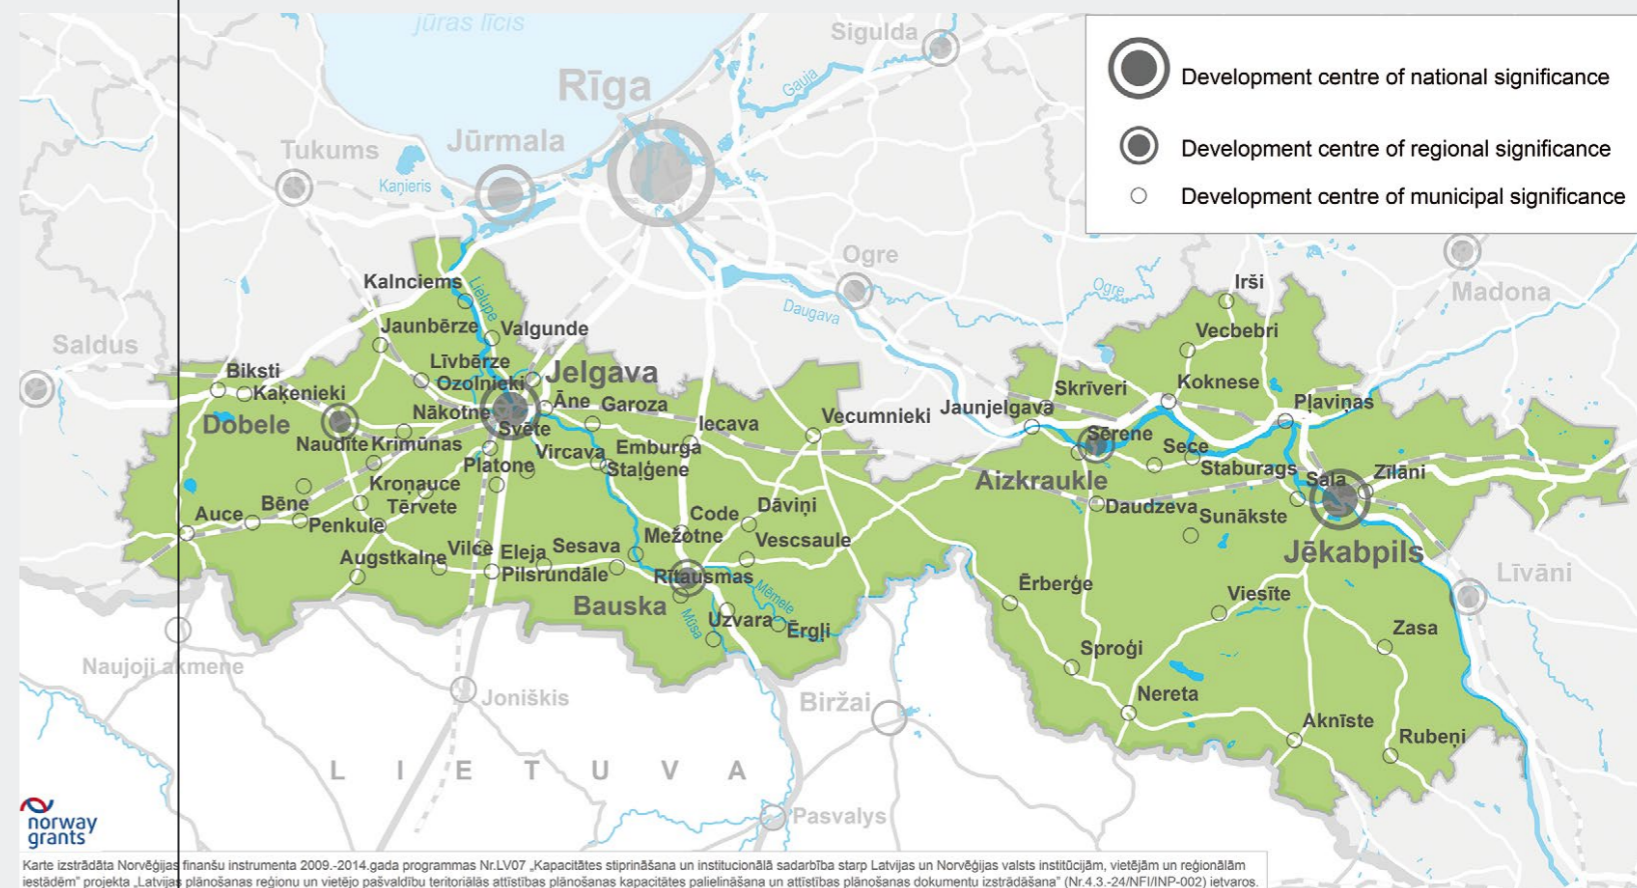 jūras līcis
Sigulda
Gauja
Rīga
Development centre of national significance
Tukums
Jūrmala
Development centre of regional significance
Kaņieris
Development centre of municipal significance
Ogre
Ogre
Daugava
Madona
Kalnciems
Lielupe
Irši
Jaunbērze
Valgunde
Vecbebri
Saldus
Līvbērze
Biksti
Ozolnieki
Jelgava
Kaķenieki
Skrīveri
Koknese
Dobele
Nākotne
Āne
Garoza
Jaunjelgava
Pļaviņas
Svēte
Iecava
Vecumnieki
Sērene
Naudīte
Krimūnas
Vircava
Emburga
Sece
Platone
Staļģene
Staburags
Zīlāni
Aizkraukle
Sala
Kroņauce
Bēne
Tērvete
Auce
Penkule
Code
Dāviņi
Daudzeva
Sunākste
Mežotne
Vescsaule
Augstkalne
Vilce
Eleja
Sesava
Jēkabpils
Pilsrundāle
Rītausmas
Līvāni
Ērberģe
Viesīte
Bauska
Mēmele
Mūsa
Uzvara
Ērgļi
Zasa
Sproģi
Naujoji akmene
Joniškis
Biržai
Nereta
Aknīste
Rubeņi
L I E T U V A
norway
grants
Pasvalys
Karte izstrādāta Norvēģijas finanšu instrumenta 2009.-2014.gada programmas Nr.LV07 „Kapacitātes stiprināšana un institucionālā sadarbība starp Latvijas un Norvēģijas valsts institūcijām, vietējām un reģionālām
iestādēm” projekta „Latvijas plānošanas reģionu un vietējo pašvaldību teritoriālās attīstības plānošanas kapacitātes palielināšana un attīstības plānošanas dokumentu izstrādāšana” (Nr.4.3.-24/NFI/INP-002) ietvaros.